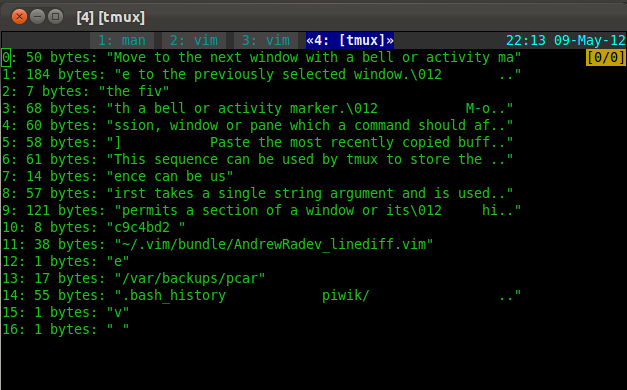 [4] [tmux]
1: man 2: vim 3: vim «4: [tmux]» 22:13 09-May-12
0: 50 bytes: "Move to the next window with a bell or activity ma" [0/0]
1: 184 bytes: "e to the previously selected window.\012       .."
2: 7 bytes: "the fiv"
3: 68 bytes: "th a bell or activity marker.\012           M-o.."
4: 60 bytes: "ssion, window or pane which a command should af.."
5: 58 bytes: "]           Paste the most recently copied buff.."
6: 61 bytes: "This sequence can be used by tmux to store the .."
7: 14 bytes: "ence can be us"
8: 57 bytes: "irst takes a single string argument and is used.."
9: 121 bytes: "permits a section of a window or its\012     hi.."
10: 8 bytes: "c9c4bd2 "
11: 38 bytes: "~/.vim/bundle/AndrewRadev_linediff.vim"
12: 1 bytes: "e"
13: 17 bytes: "/var/backups/pcar"
14: 55 bytes: ".bash_history            piwik/                .."
15: 1 bytes: "v"
16: 1 bytes: " "